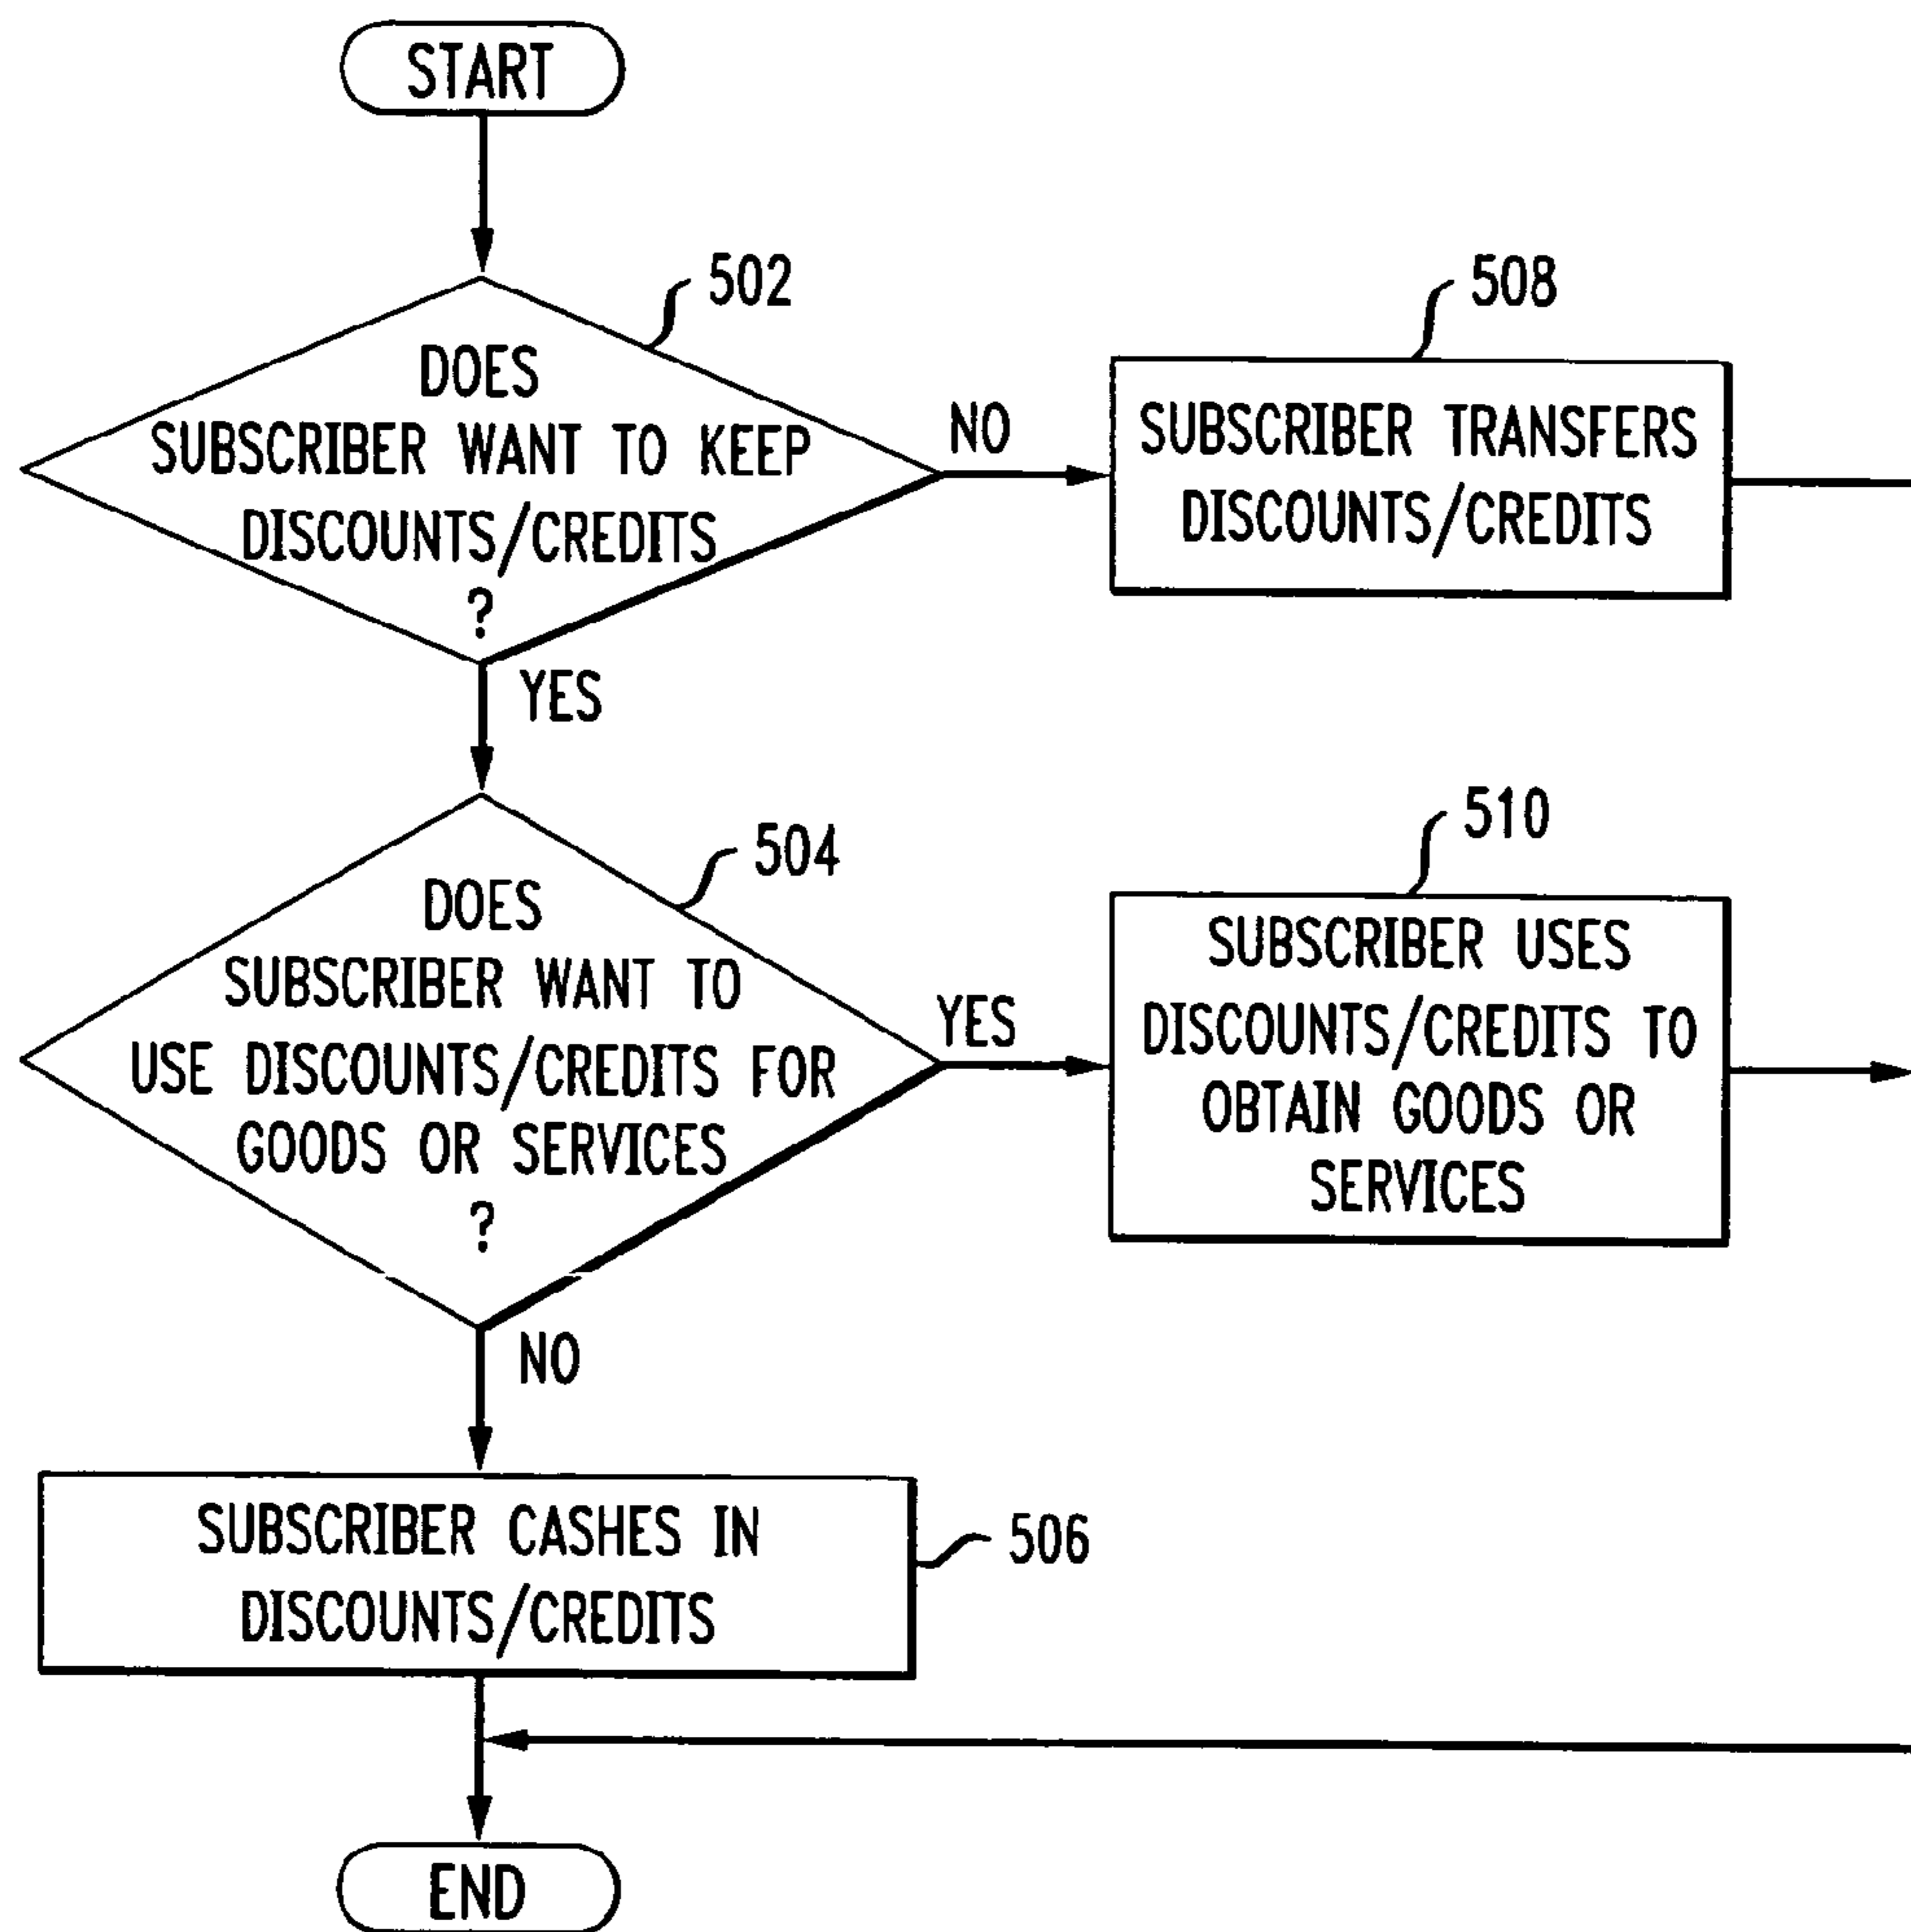 START
502
DOES
SUBSCRIBER WANT TO KEEP
DISCOUNTS/CREDITS
?
NO
508
SUBSCRIBER TRANSFERS
DISCOUNTS/CREDITS
YES
504
DOES
SUBSCRIBER WANT TO
USE DISCOUNTS/CREDITS FOR
GOODS OR SERVICES
?
YES
510
SUBSCRIBER USES
DISCOUNTS/CREDITS TO
OBTAIN GOODS OR
SERVICES
NO
SUBSCRIBER CASHES IN
DISCOUNTS/CREDITS
506
END